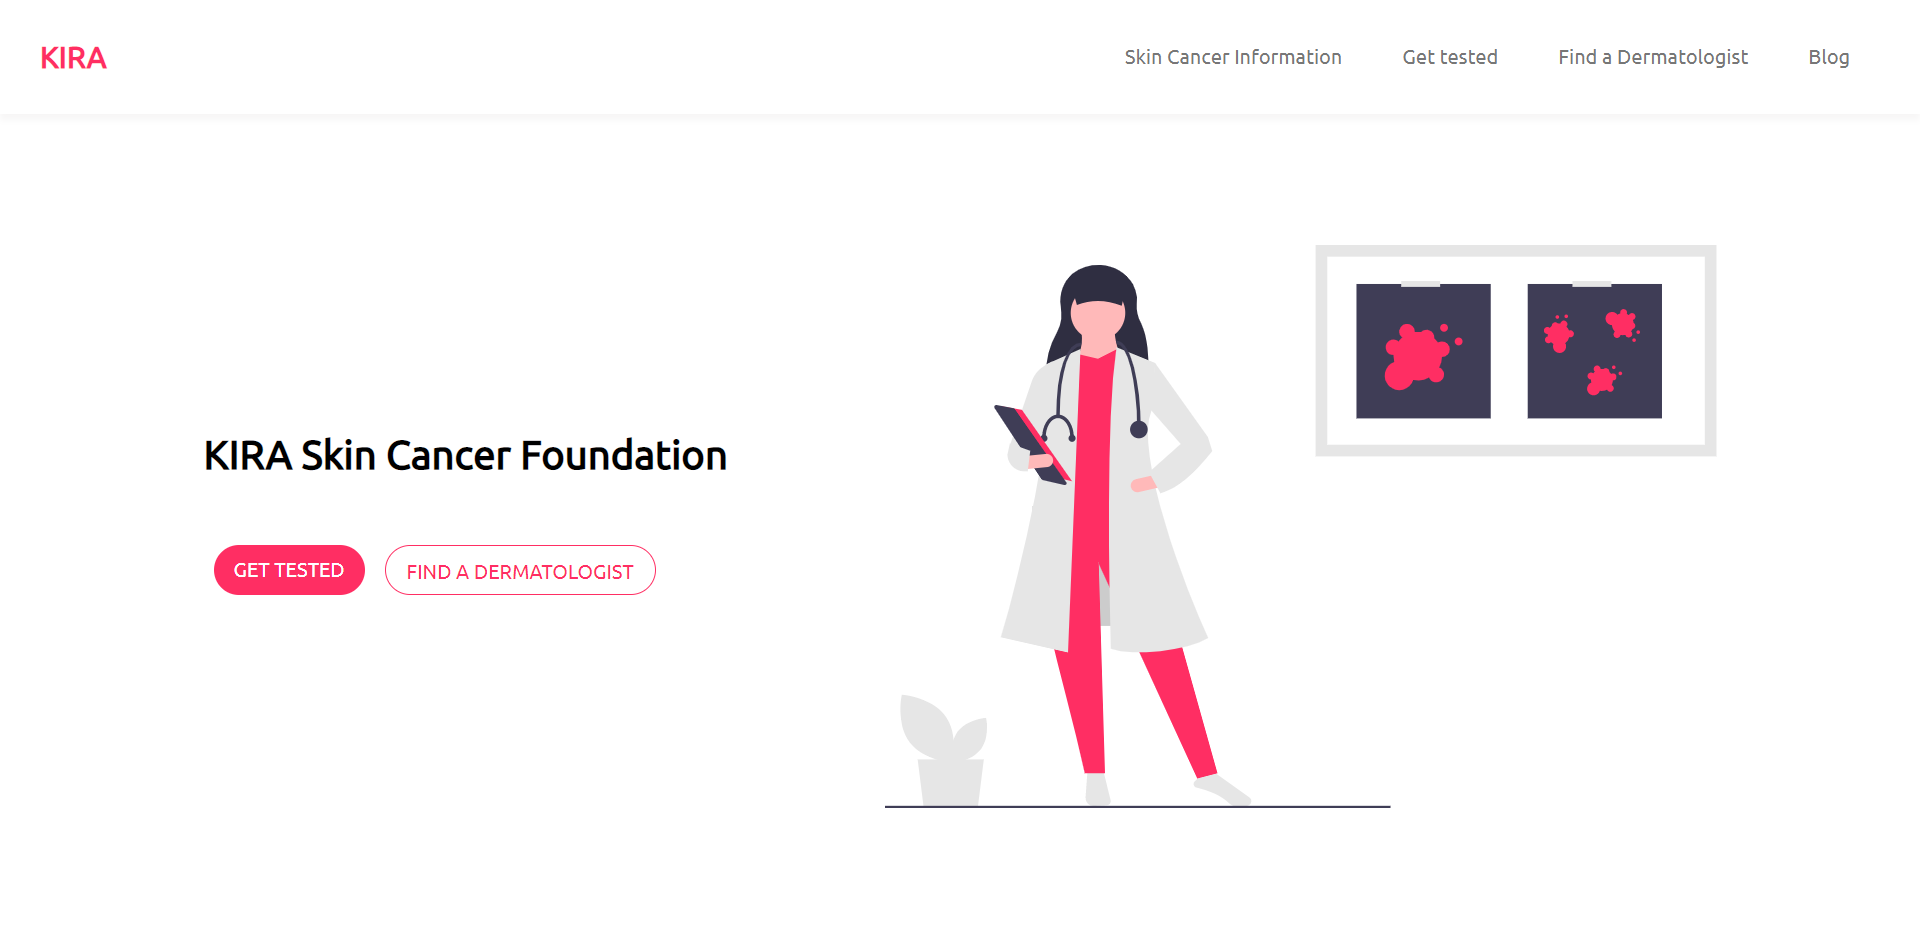 KIRA
Skin Cancer Information
Get tested
Find a Dermatologist
Blog
KIRA Skin Cancer Foundation
GET TESTED
FIND A DERMATOLOGIST